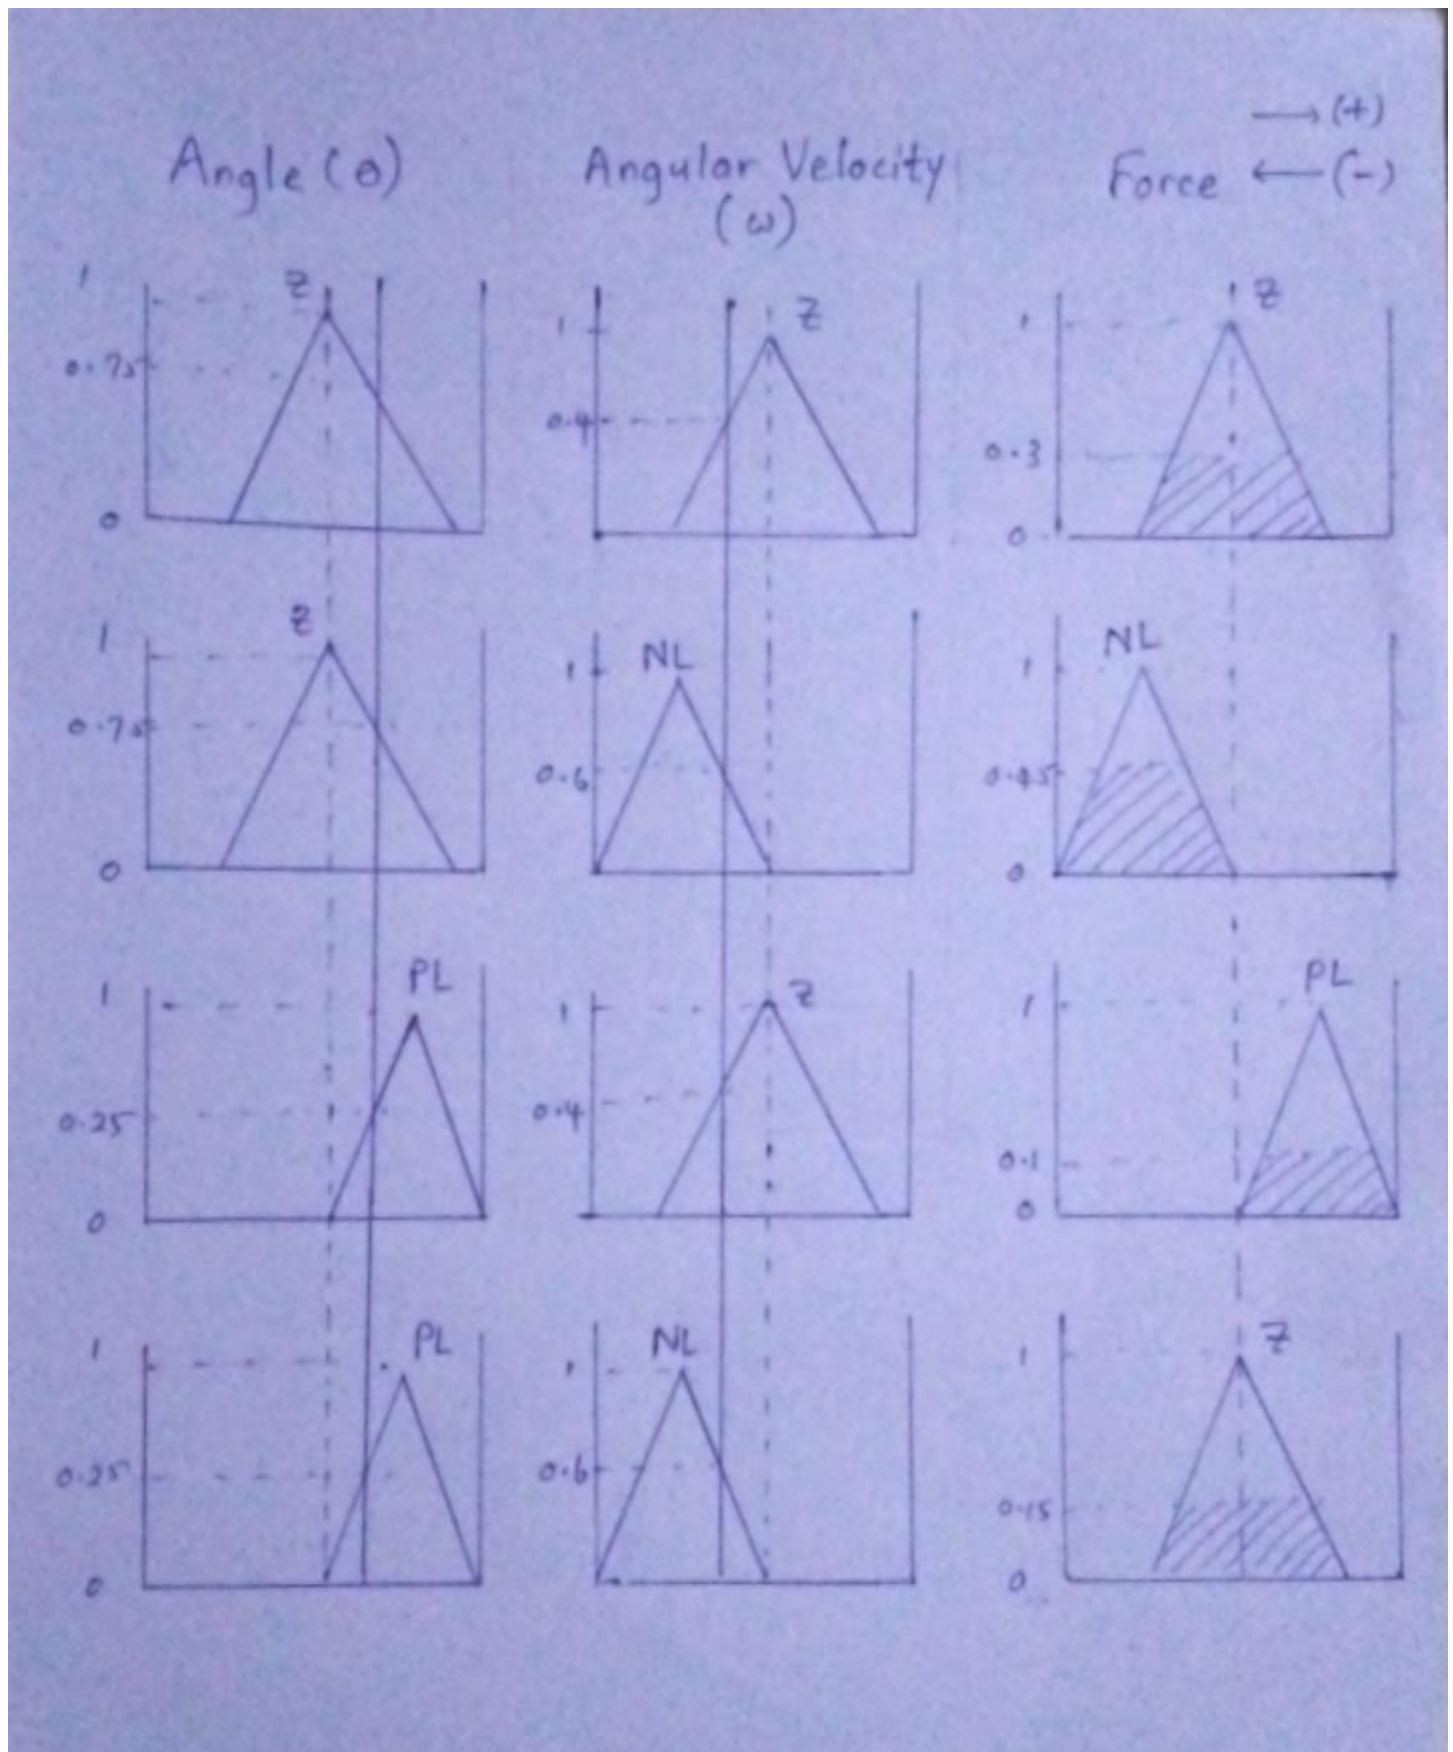 → (+)
Angle (θ) Angular Velocity Force ← (-)
(ω)
1 Z Z Z
1 1
0.75
0.4
0.3
0 0
Z NL NL
1 1 1
0.75 0.6 0.45
0 0
PL Z PL
1 1 1
0.25 0.4 0.1
0 0
PL NL Z
1 1 1
0.25 0.6 0.15
0 0